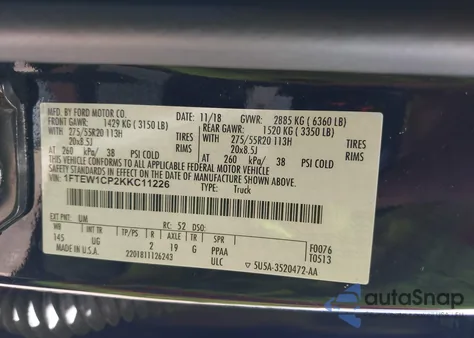 MFD. BY FORD MOTOR CO. 11/18 GVWR: 2885 KG ( 6360 LB)
FRONT GAWR: 1429 KG ( 3150 LB) REAR GAWR: 1520 KG ( 3350 LB)
WITH 275/55R20 113H TIRES WITH 275/55R20 113H TIRES
20x8.5J 20x8.5J
AT 260 kPa/ 38 PSI COLD AT 260 kPa/ 38 PSI COLD
THIS VEHICLE CONFORMS TO ALL APPLICABLE FEDERAL MOTOR VEHICLE
SAFETY STANDARDS IN EFFECT ON THE DATE OF MANUFACTURE SHOWN ABOVE.
VIN: 1FTEW1CP2KKC11226
TYPE: Truck
EXT PNT: UM RC: 52 DSO:
WB INT TR TP/PS R AXLE TR SPR
145 UG 2 19 G PPAA F0076
MADE IN U.S.A. 2201811126243 ULC T0513
5U5A-3520472-AA
autoSnap